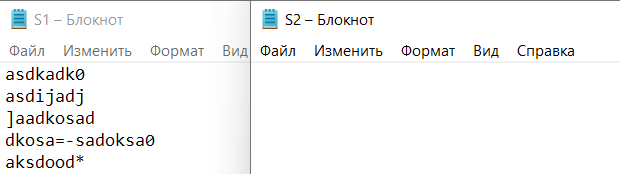 S1 – Блокнот
Файл Изменить Формат Вид
asdkadk0
asdijadj
]aadkosad
dkosa=-sadoksa0
aksdood*
S2 – Блокнот
Файл Изменить Формат Вид Справка